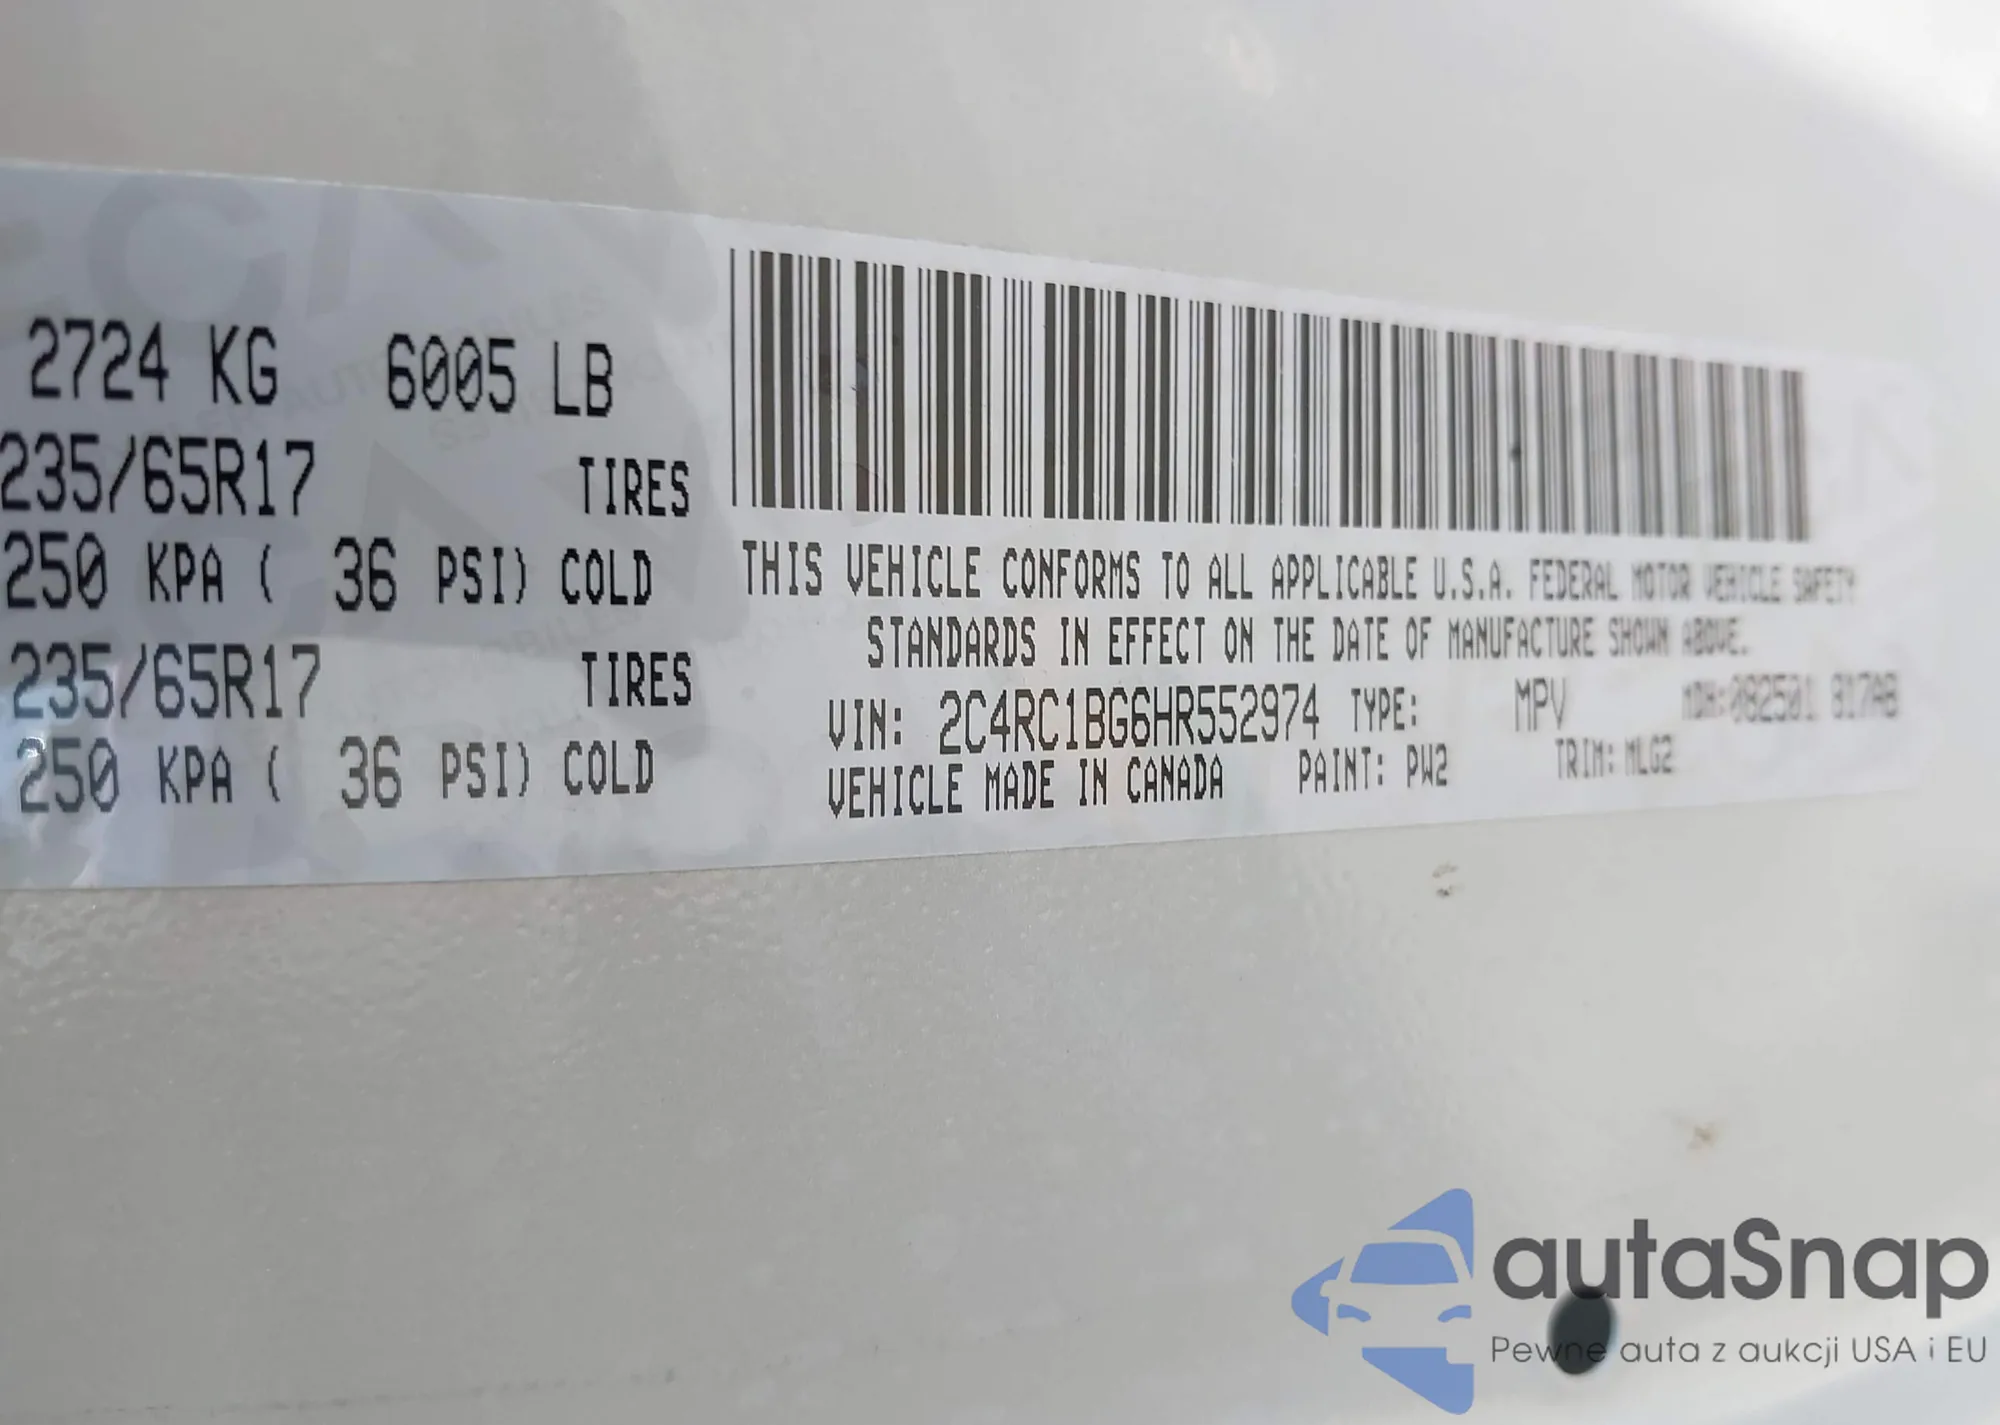 2724 KG 6005 LB
235/65R17 TIRES
250 KPA ( 36 PSI) COLD
235/65R17 TIRES
250 KPA ( 36 PSI) COLD
THIS VEHICLE CONFORMS TO ALL APPLICABLE U.S.A. FEDERAL MOTOR VEHICLE SAFETY
STANDARDS IN EFFECT ON THE DATE OF MANUFACTURE SHOWN ABOVE.
VIN: 2C4RC1BG6HR552974 TYPE: MPV MDH:082501
VEHICLE MADE IN CANADA PAINT: PW2 TRIM: MLG2
autaSnap
Pewne auta z aukcji USA i EU